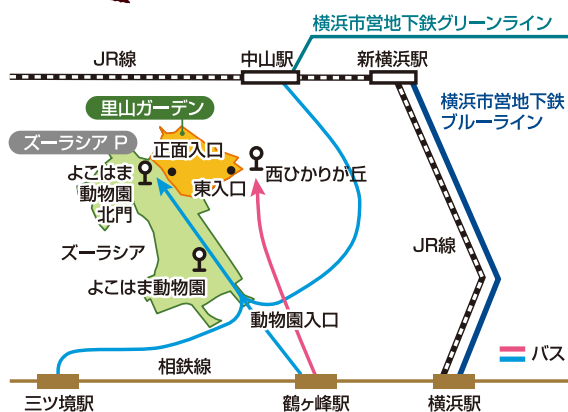 横浜市営地下鉄グリーンライン
JR線
中山駅
新横浜駅
横浜市営地下鉄
ブルーライン
里山ガーデン
ズーラシア P
正面入口
よこはま
動物園
北門
東入口
西ひかりが丘
ズーラシア
JR線
よこはま動物園
動物園入口
バス
相鉄線
三ツ境駅
鶴ヶ峰駅
横浜駅